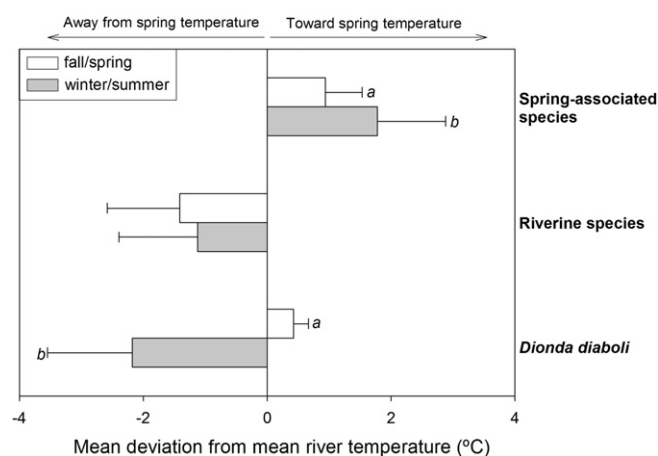 Away from spring temperature
Toward spring temperature
fall/spring
winter/summer
a
b
Spring-associated
species
Riverine species
a
b
Dionda diaboli
-4
-2
0
2
4
Mean deviation from mean river temperature (ºC)